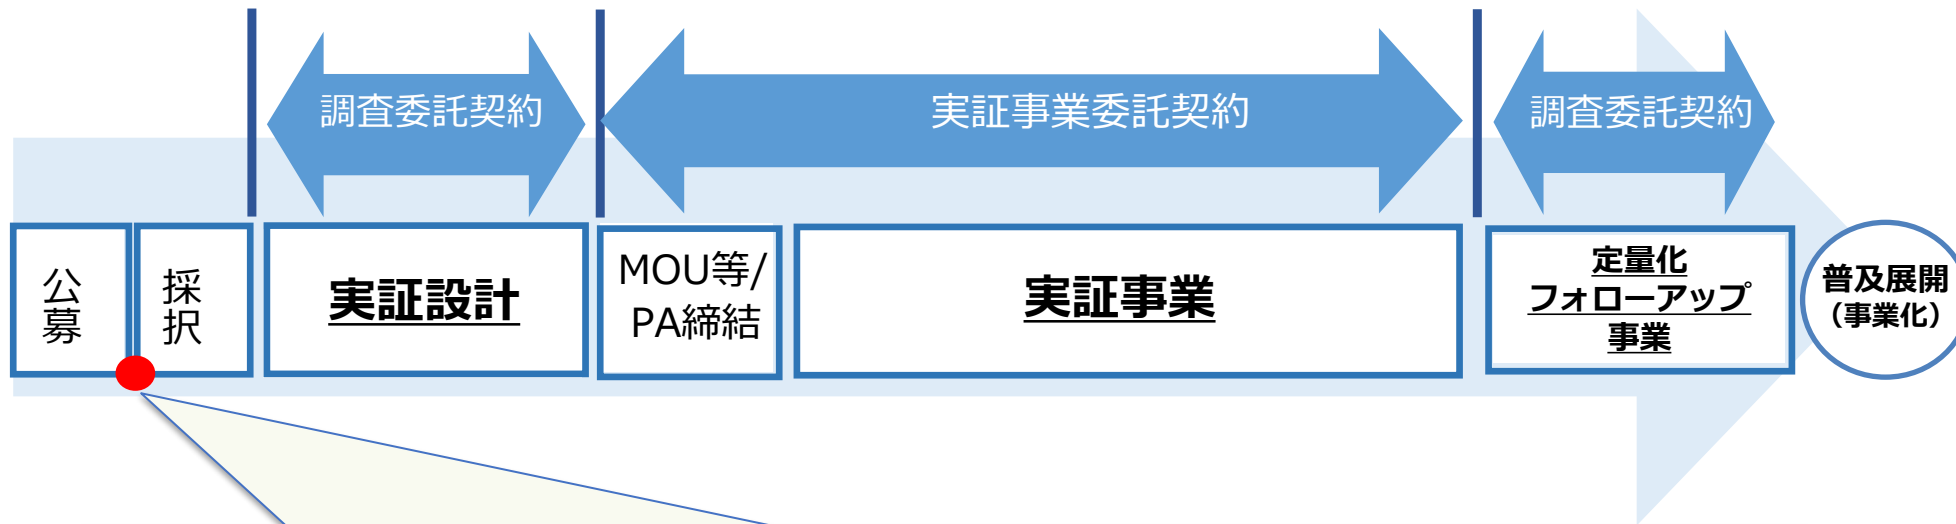 調査委託契約
実証事業委託契約
調査委託契約
公募
採択
実証設計
MOU等/
PA締結
実証事業
定量化
フォローアップ
事業
普及展開
（事業化）